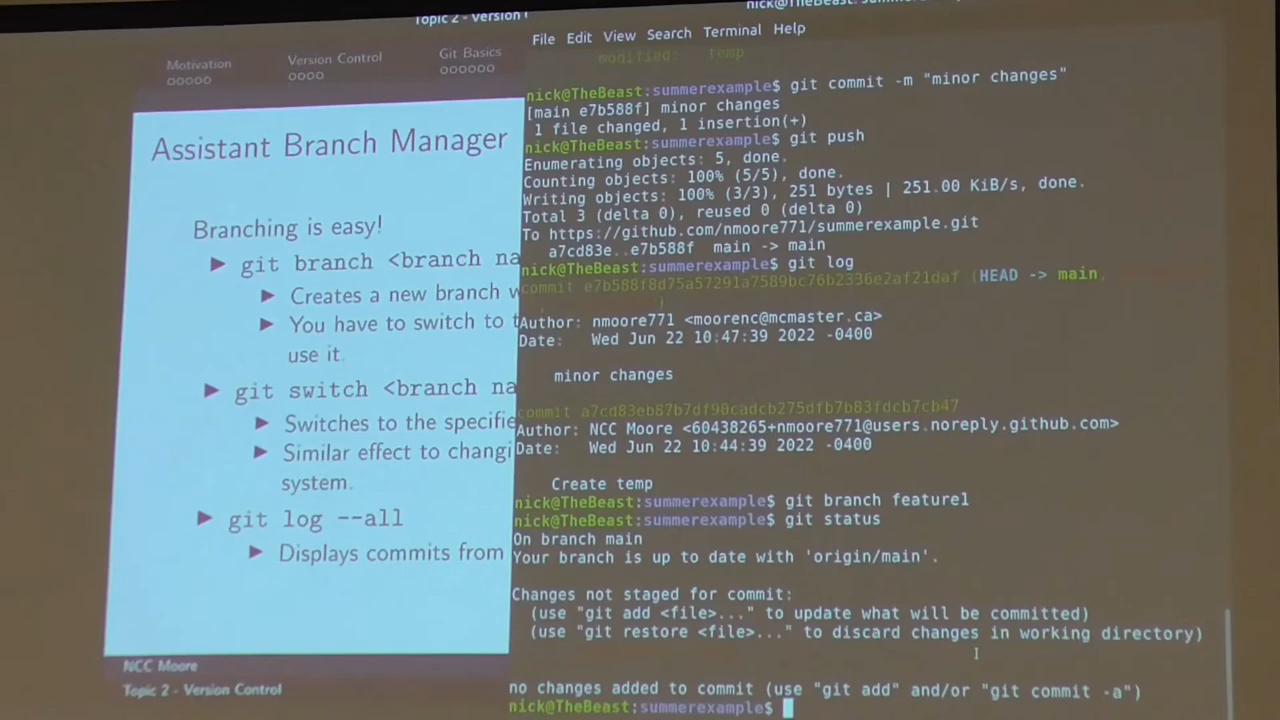 Topic 2 - Version
Motivation
Version Control
Git Basics
Assistant Branch Manager
Branching is easy!
git branch <branch na
Creates a new branch w
You have to switch to t
use it.
git switch <branch na
Switches to the specifie
Similar effect to changi
system.
git log --all
Displays commits from
NCC Moore
Topic 2 - Version Control
File Edit View Search Terminal Help
modified: temp
nick@TheBeast:summerexample$ git commit -m "minor changes"
[main e7b588f] minor changes
1 file changed, 1 insertion(+)
nick@TheBeast:summerexample$ git push
Enumerating objects: 5, done.
Counting objects: 100% (5/5), done.
Writing objects: 100% (3/3), 251 bytes | 251.00 KiB/s, done.
Total 3 (delta 0), reused 0 (delta 0)
To https://github.com/nmoore771/summerexample.git
a7cd83e..e7b588f main -> main
nick@TheBeast:summerexample$ git log
commit e7b588f8d75a57291a7589bc76b2336e2af21daf (HEAD -> main,
)
Author: nmoore771 <moorenc@mcmaster.ca>
Date: Wed Jun 22 10:47:39 2022 -0400
minor changes
commit a7cd83eb87b7df90cadcb275dfb7b83fdcb7cb47
Author: NCC Moore <60438265+nmoore771@users.noreply.github.com>
Date: Wed Jun 22 10:44:39 2022 -0400
Create temp
nick@TheBeast:summerexample$ git branch feature1
nick@TheBeast:summerexample$ git status
On branch main
Your branch is up to date with 'origin/main'.
Changes not staged for commit:
(use "git add <file>..." to update what will be committed)
(use "git restore <file>..." to discard changes in working directory)
no changes added to commit (use "git add" and/or "git commit -a")
nick@TheBeast:summerexample$